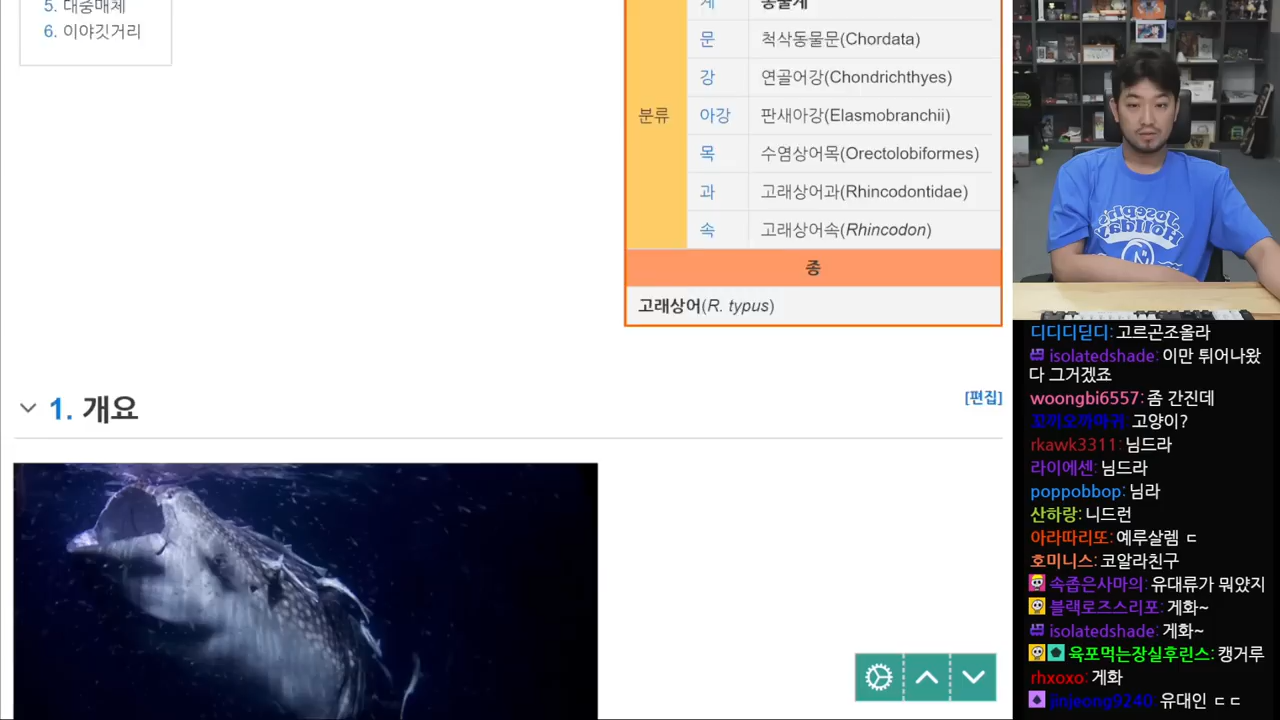 5. 대중매체
6. 이야깃거리
분류
계 동물계
문 척삭동물문(Chordata)
강 연골어강(Chondrichthyes)
아강 판새아강(Elasmobranchii)
목 수염상어목(Orectolobiformes)
과 고래상어과(Rhincodontidae)
속 고래상어속(Rhincodon)
종
고래상어(R. typus)
1. 개요
[편집]
디디디딛디: 고르곤조올라
isolatedshade: 이만 튀어나왔
다 그거겠죠
woongbi6557: 좀 간진데
꼬끼오까마귀: 고양이?
rkawk3311: 님드라
라이에센: 님드라
poppobbop: 님라
산하랑: 니드런
아라따리또: 예루살렘 ㄷ
호미니스: 코알라친구
속좁은사마의: 유대류가 뭐얐지
블랙로즈스리포: 게화~
isolatedshade: 게화~
육포먹는장실후린스: 캥거루
rhxoxo: 게화
jinjeong9240: 유대인 ㄷㄷ
Joseph's
Holiday